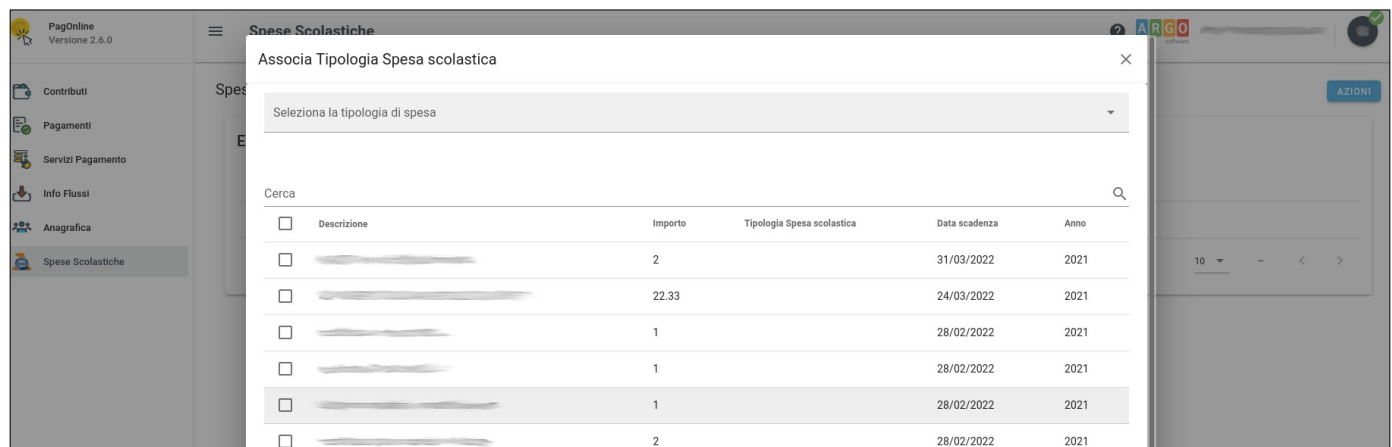 PagOnline
Versione 2.6.0
Spese Scolastiche
ARGO
software
Associa Tipologia Spesa scolastica
Contributi
AZIONI
Seleziona la tipologia di spesa
Pagamenti
Servizi Pagamento
Info Flussi
Cerca
Anagrafica
Descrizione Importo Tipologia Spesa scolastica Data scadenza Anno
Spese Scolastiche
2 31/03/2022 2021
10 –
22.33 24/03/2022 2021
1 28/02/2022 2021
1 28/02/2022 2021
1 28/02/2022 2021
2 28/02/2022 2021